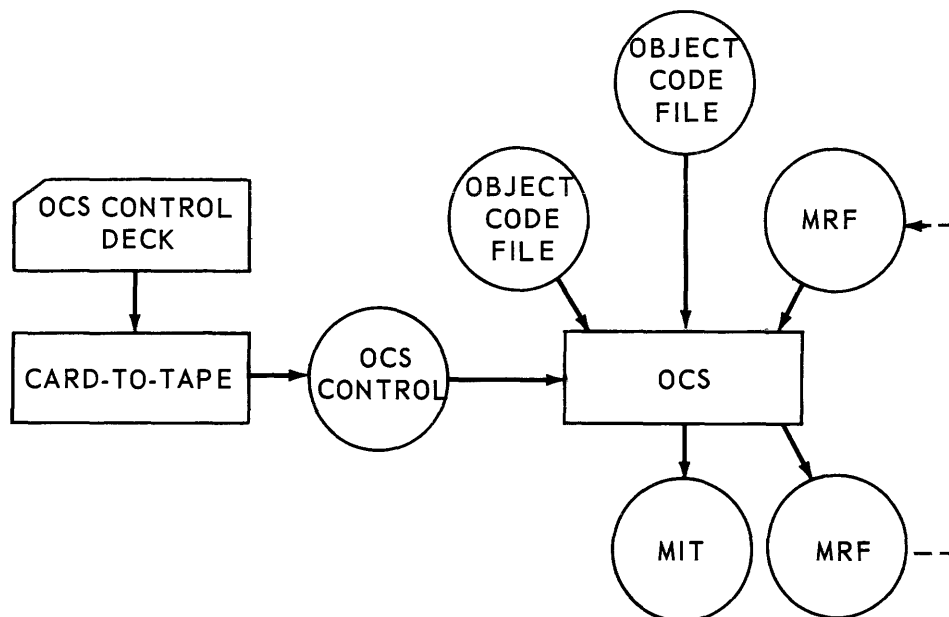 OBJECT
CODE
FILE
OBJECT
CODE
FILE
MRF
OCS CONTROL
DECK
CARD-TO-TAPE
OCS
CONTROL
OCS
MIT
MRF